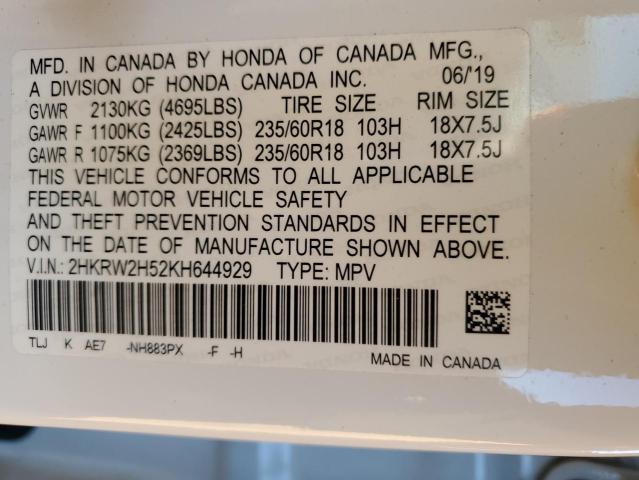 MFD. IN CANADA BY HONDA OF CANADA MFG.,
A DIVISION OF HONDA CANADA INC. 06/'19
GVWR 2130KG (4695LBS) TIRE SIZE RIM SIZE
GAWR F 1100KG (2425LBS) 235/60R18 103H 18X7.5J
GAWR R 1075KG (2369LBS) 235/60R18 103H 18X7.5J
THIS VEHICLE CONFORMS TO ALL APPLICABLE
FEDERAL MOTOR VEHICLE SAFETY
AND THEFT PREVENTION STANDARDS IN EFFECT
ON THE DATE OF MANUFACTURE SHOWN ABOVE.
V.I.N.: 2HKRW2H52KH644929 TYPE: MPV
TLJ K AE7 -NH883PX -F -H
MADE IN CANADA